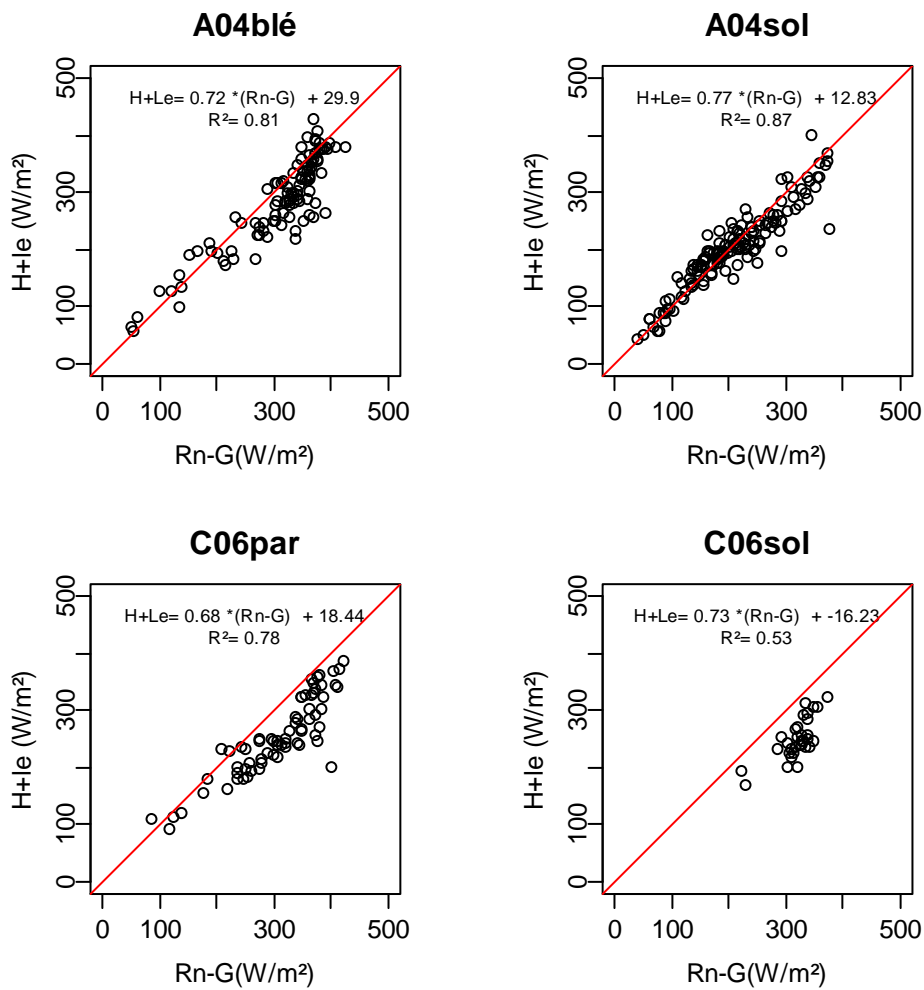 A04blé
H+Le= 0.72 *(Rn-G) + 29.9
R²= 0.81
H+le (W/m²)
500
300
100
0
0 100 300 500
Rn-G(W/m²)
A04sol
H+Le= 0.77 *(Rn-G) + 12.83
R²= 0.87
H+le (W/m²)
500
300
100
0
0 100 300 500
Rn-G(W/m²)
C06par
H+Le= 0.68 *(Rn-G) + 18.44
R²= 0.78
H+le (W/m²)
500
300
100
0
0 100 300 500
Rn-G(W/m²)
C06sol
H+Le= 0.73 *(Rn-G) + -16.23
R²= 0.53
H+le (W/m²)
500
300
100
0
0 100 300 500
Rn-G(W/m²)